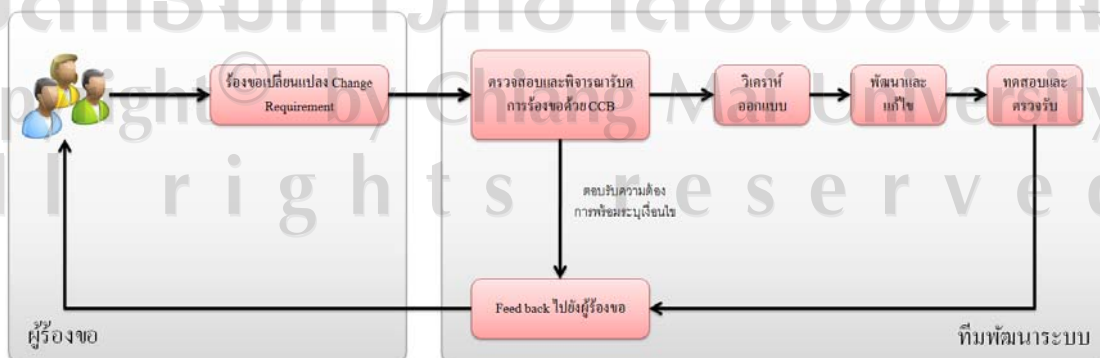 ร้องขอเปลี่ยนแปลง Change
Requirement
ตรวจสอบและพิจารณารับค
การร้องขอด้วย CCB
วิเคราะห์
ออกแบบ
พัฒนาและ
แก้ไข
ทดสอบและ
ตรวจรับ
ตอบรับความต้อง
การพร้อมระบุเงื่อนไข
Feed back ไปยังผู้ร้องขอ
ผู้ร้องขอ
ทีมพัฒนาระบบ
by Chiang Mai University
rights reserved